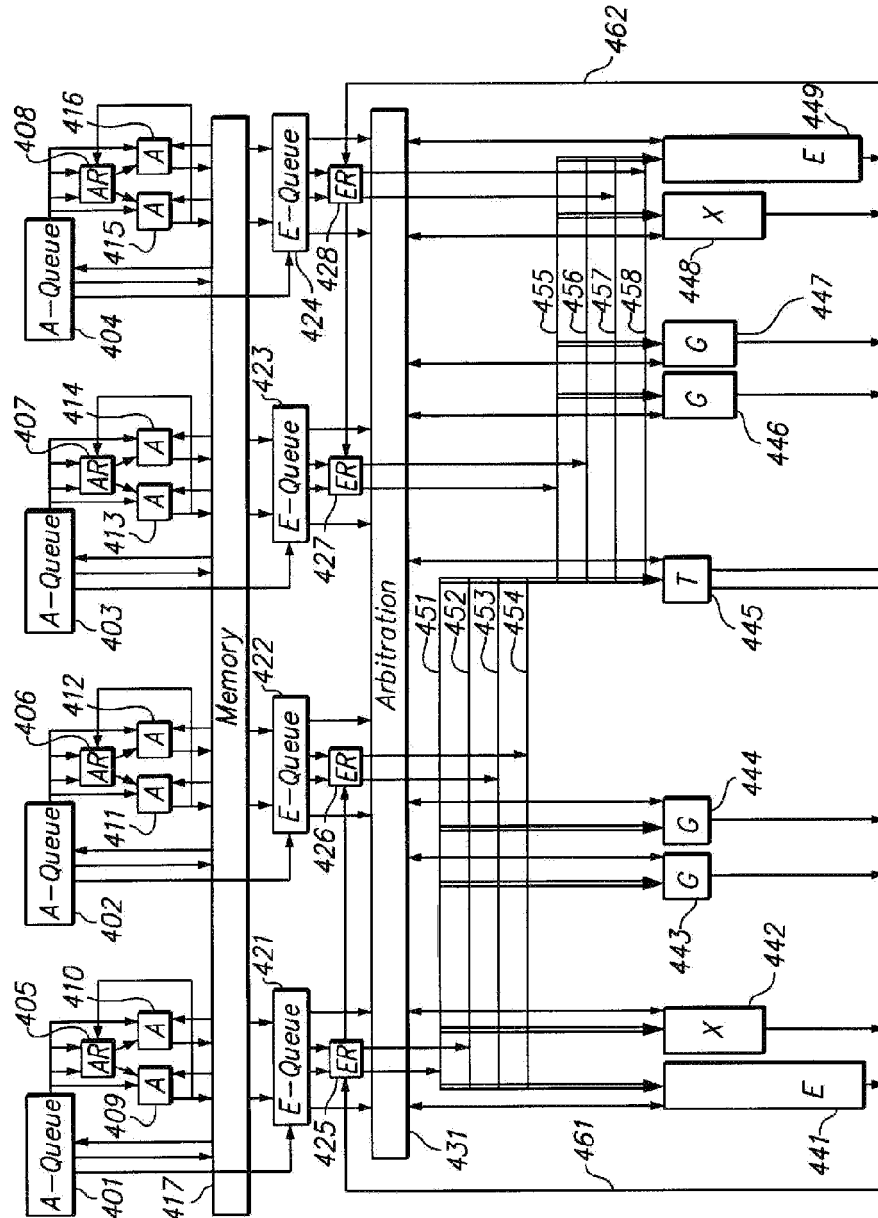 A-Queue
401
405
AR
410
A
A
409
A-Queue
402
406
AR
412
A
A
411
A-Queue
403
407
AR
414
A
A
413
A-Queue
404
408
AR
416
A
A
415
Memory
417
E-Queue
421
ER
425
E-Queue
422
ER
426
E-Queue
423
ER
427
E-Queue
424
ER
428
Arbitration
431
451
452
453
454
455
456
457
458
461
462
E
441
X
442
G
443
G
444
T
445
G
446
G
447
X
448
E
449